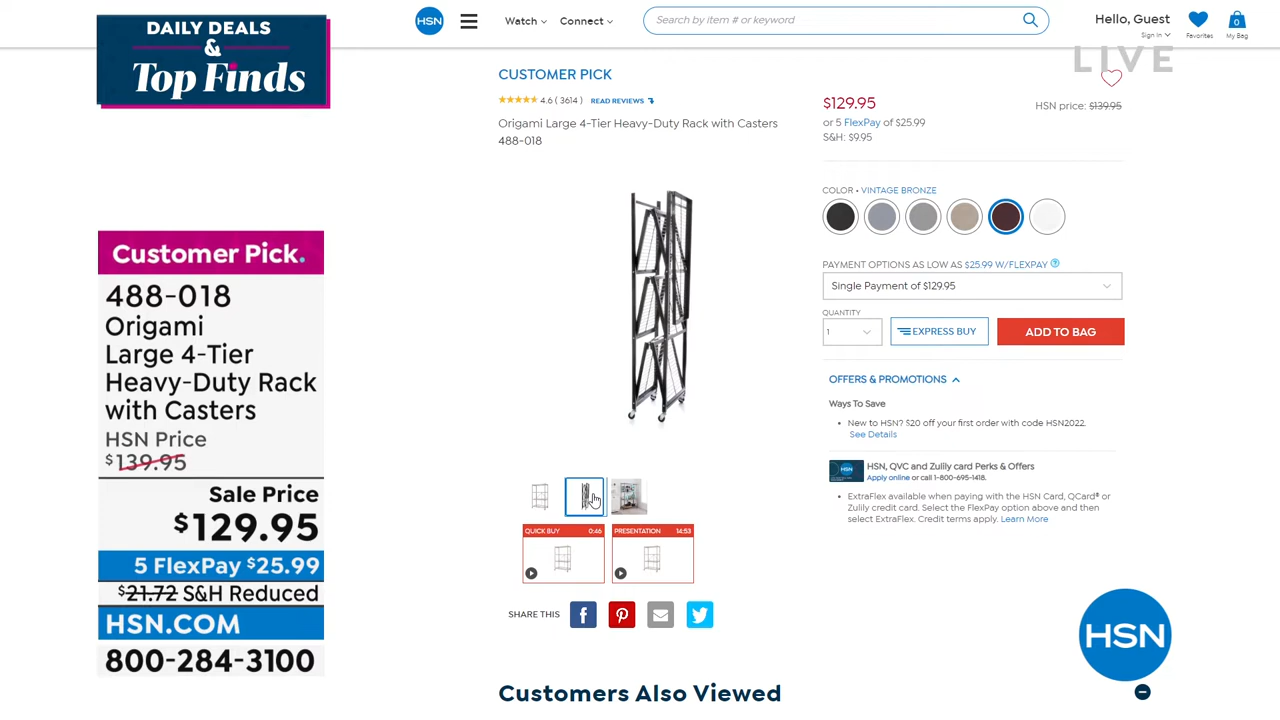 DAILY DEALS
&
Top Finds
HSN
Watch
Connect
Search by item # or keyword
Hello, Guest
Sign In
Favorites
0
My Bag
LIVE
Customer Pick.
488-018
Origami
Large 4-Tier
Heavy-Duty Rack
with Casters
HSN Price
$139.95
Sale Price
$129.95
5 FlexPay $25.99
$21.72 S&H Reduced
HSN.COM
800-284-3100
CUSTOMER PICK
4.6 ( 3614 ) READ REVIEWS
Origami Large 4-Tier Heavy-Duty Rack with Casters
488-018
QUICK BUY 0:46
PRESENTATION 14:53
SHARE THIS
$129.95
HSN price: $139.95
or 5 FlexPay of $25.99
S&H: $9.95
COLOR • VINTAGE BRONZE
PAYMENT OPTIONS AS LOW AS $25.99 W/FLEXPAY ?
Single Payment of $129.95
QUANTITY
1
EXPRESS BUY
ADD TO BAG
OFFERS & PROMOTIONS
Ways To Save
• New to HSN? $20 off your first order with code HSN2022.
See Details
HSN
HSN, QVC and Zulily card Perks & Offers
Apply online or call 1-800-695-1418.
• ExtraFlex available when paying with the HSN Card, QCard® or
Zulily credit card. Select the FlexPay option above and then
select ExtraFlex. Credit terms apply. Learn More
HSN
Customers Also Viewed